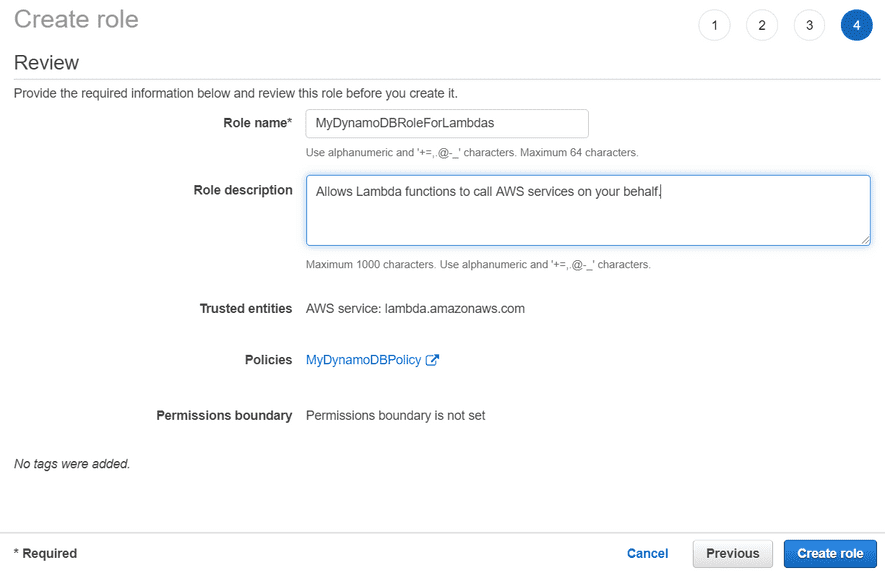 Create role
1 2 3 4
Review
Provide the required information below and review this role before you create it.
Role name* MyDynamoDBRoleForLambdas
Use alphanumeric and '+=,.@-_' characters. Maximum 64 characters.
Role description Allows Lambda functions to call AWS services on your behalf.
Maximum 1000 characters. Use alphanumeric and '+=,.@-_' characters.
Trusted entities AWS service: lambda.amazonaws.com
Policies MyDynamoDBPolicy
Permissions boundary Permissions boundary is not set
No tags were added.
* Required Cancel Previous Create role